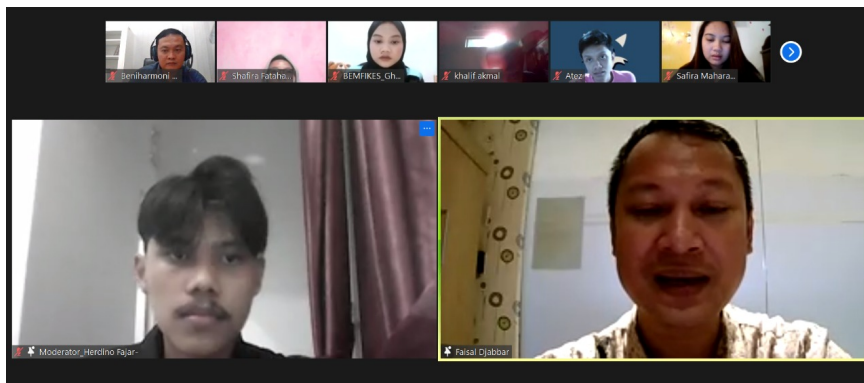 Beniharmoni ...
Shafira Fataha...
BEMFIKES_Gh...
khalif akmal
Atez
Safira Mahara...
Moderator_Herdino Fajar-
Faisal Djabbar